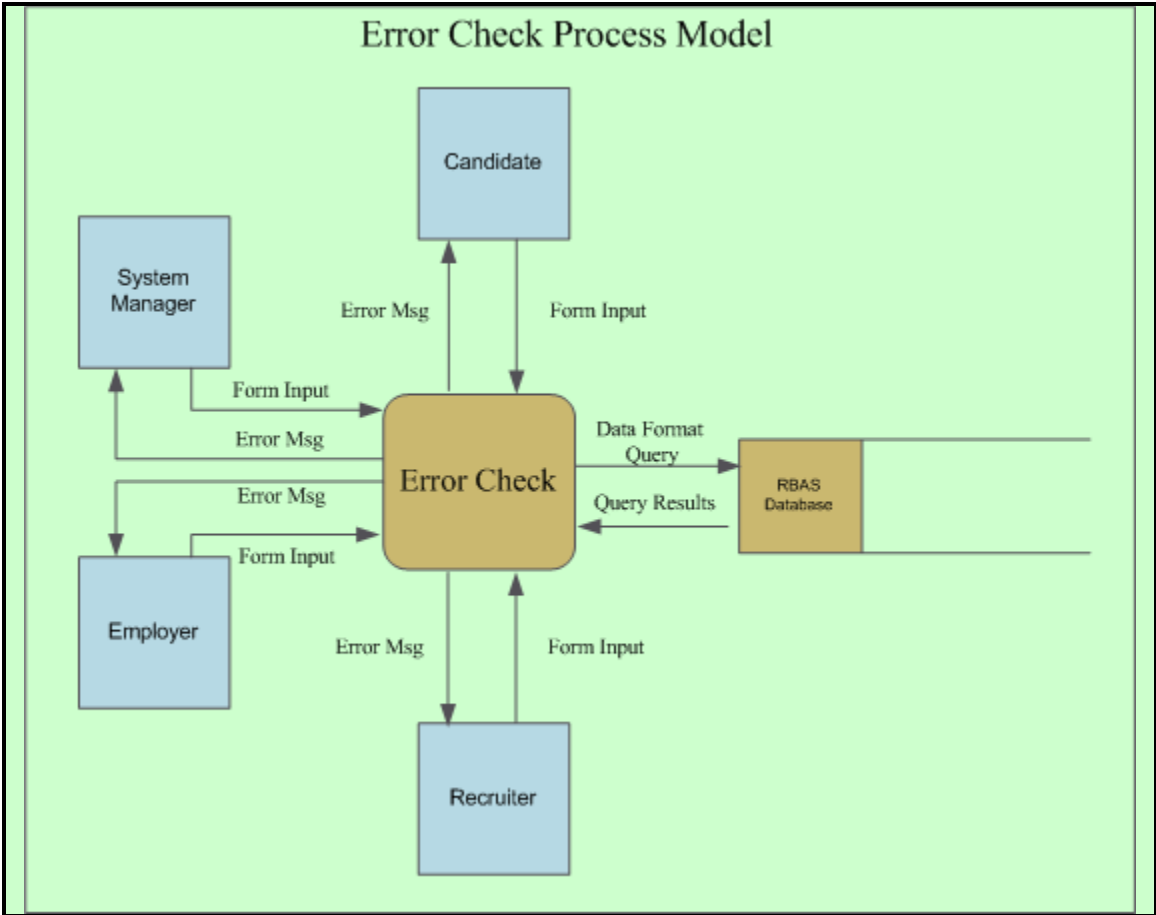 Error Check Process Model
Candidate
System
Manager
Error Msg
Form Input
Form Input
Error Msg
Data Format
Query
Error Check
RBAS
Database
Error Msg
Query Results
Form Input
Employer
Error Msg
Form Input
Recruiter